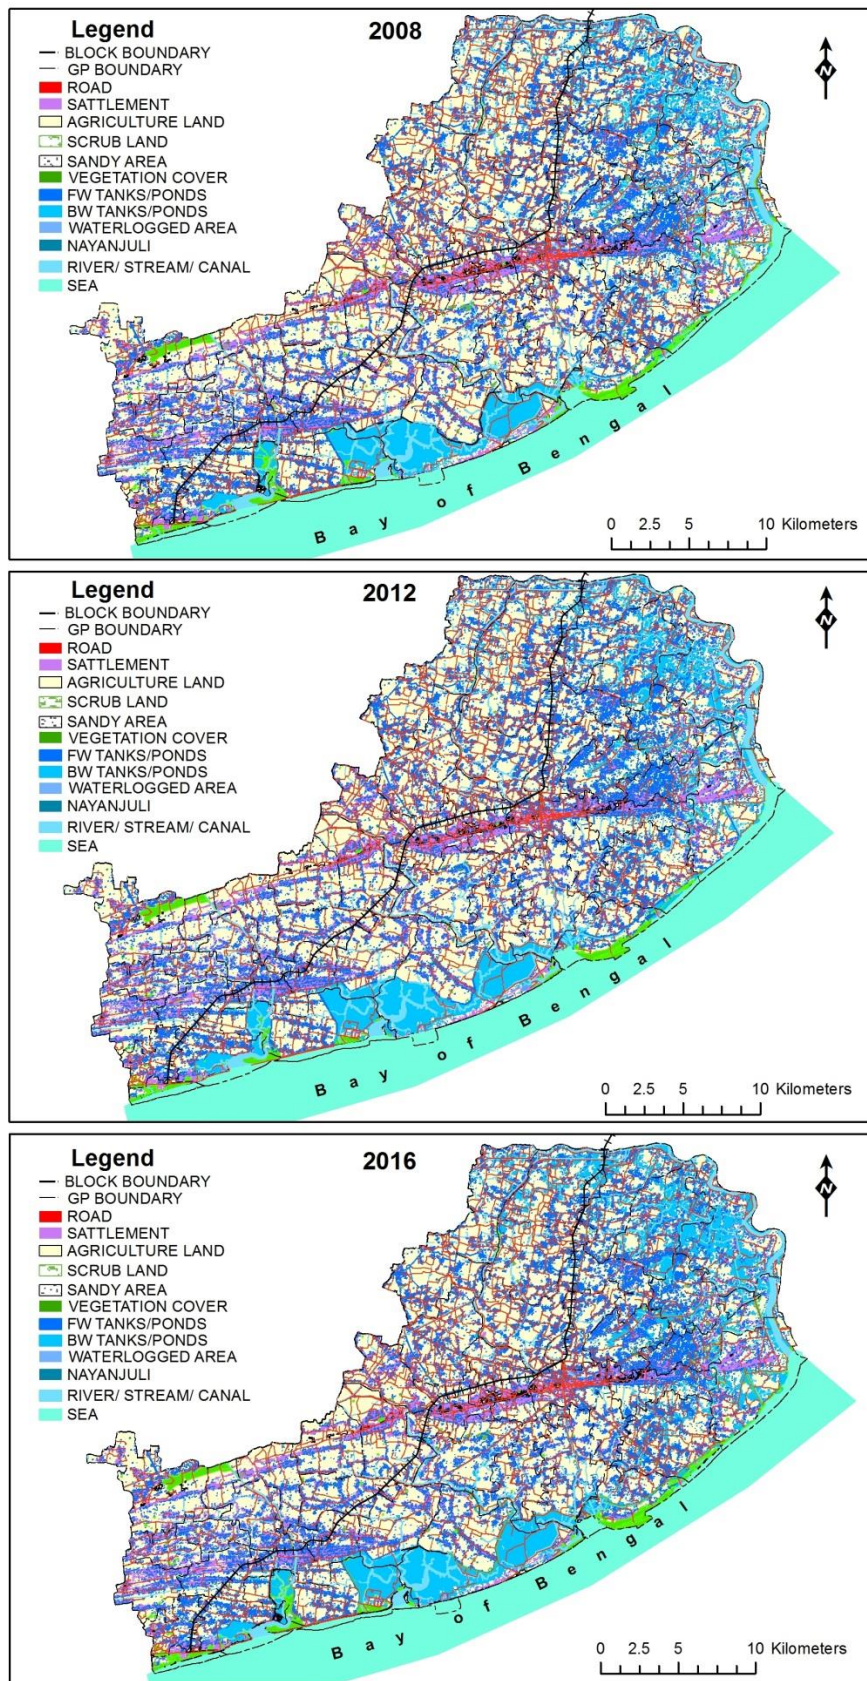 Legend
2008
BLOCK BOUNDARY
GP BOUNDARY
ROAD
SATTLEMENT
AGRICULTURE LAND
SCRUB LAND
SANDY AREA
VEGETATION COVER
FW TANKS/PONDS
BW TANKS/PONDS
WATERLOGGED AREA
NAYANJULI
RIVER/ STREAM/ CANAL
SEA
N
Bay of Bengal
0 2.5 5 10 Kilometers
Legend
2012
BLOCK BOUNDARY
GP BOUNDARY
ROAD
SATTLEMENT
AGRICULTURE LAND
SCRUB LAND
SANDY AREA
VEGETATION COVER
FW TANKS/PONDS
BW TANKS/PONDS
WATERLOGGED AREA
NAYANJULI
RIVER/ STREAM/ CANAL
SEA
N
Bay of Bengal
0 2.5 5 10 Kilometers
Legend
2016
BLOCK BOUNDARY
GP BOUNDARY
ROAD
SATTLEMENT
AGRICULTURE LAND
SCRUB LAND
SANDY AREA
VEGETATION COVER
FW TANKS/PONDS
BW TANKS/PONDS
WATERLOGGED AREA
NAYANJULI
RIVER/ STREAM/ CANAL
SEA
N
Bay of Bengal
0 2.5 5 10 Kilometers